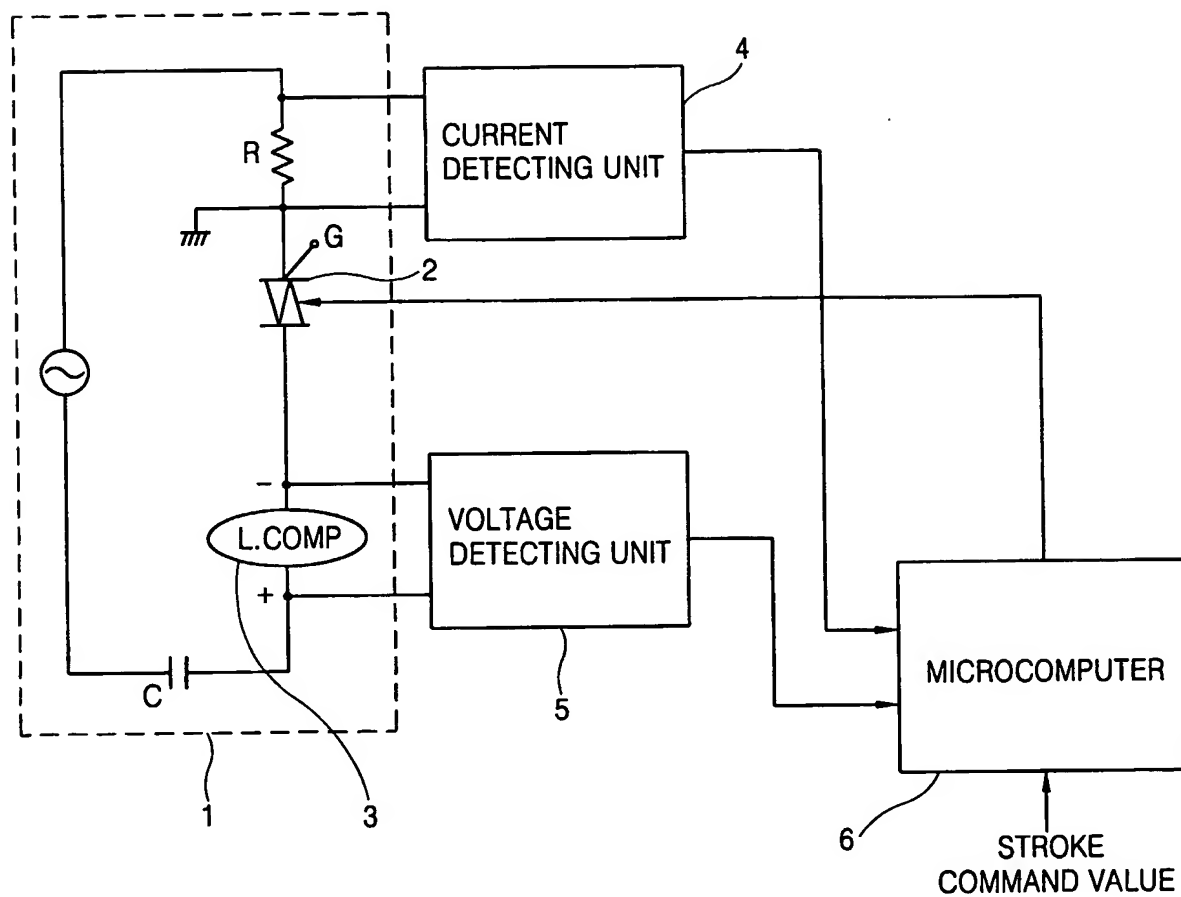 4
CURRENT
DETECTING UNIT
R
G
2
-
L.COMP
+
VOLTAGE
DETECTING UNIT
C
5
MICROCOMPUTER
1
3
6
STROKE
COMMAND VALUE